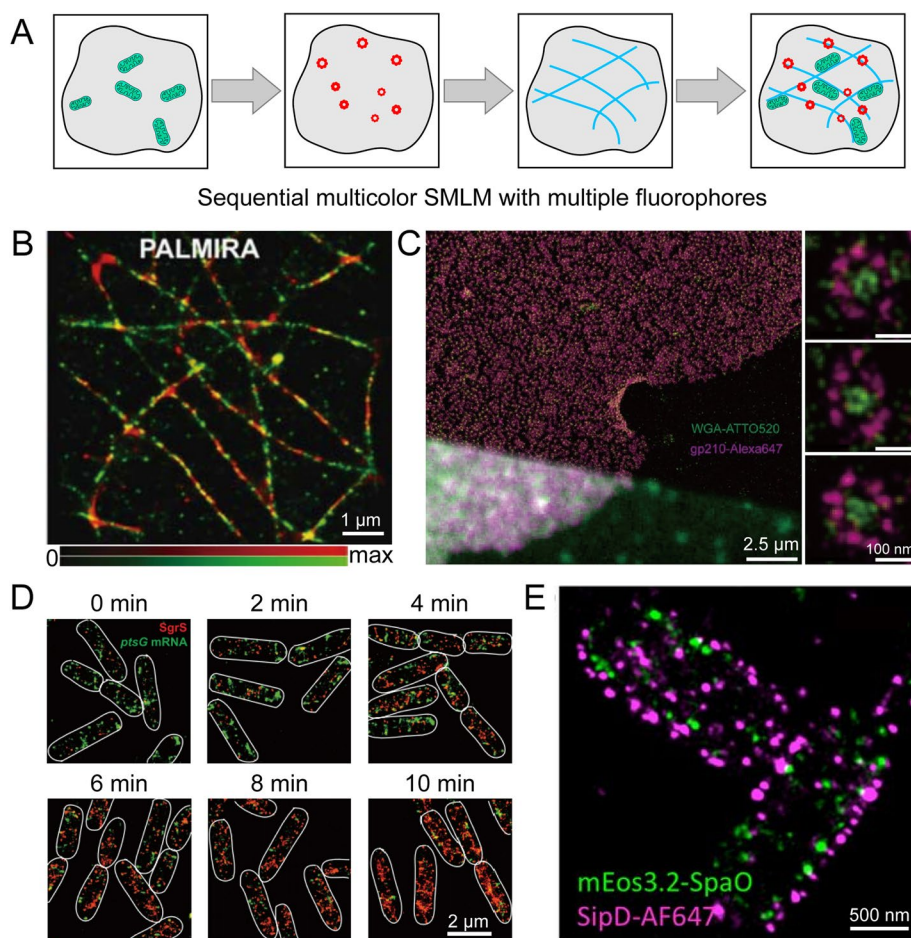 A
Sequential multicolor SMLM with multiple fluorophores
B
PALMIRA
1 μm
0
max
C
WGA-ATTO520
gp210-Alexa647
2.5 μm
100 nm
D
0 min
2 min
4 min
SgrS
ptsG mRNA
6 min
8 min
10 min
2 μm
E
mEos3.2-SpaO
SipD-AF647
500 nm